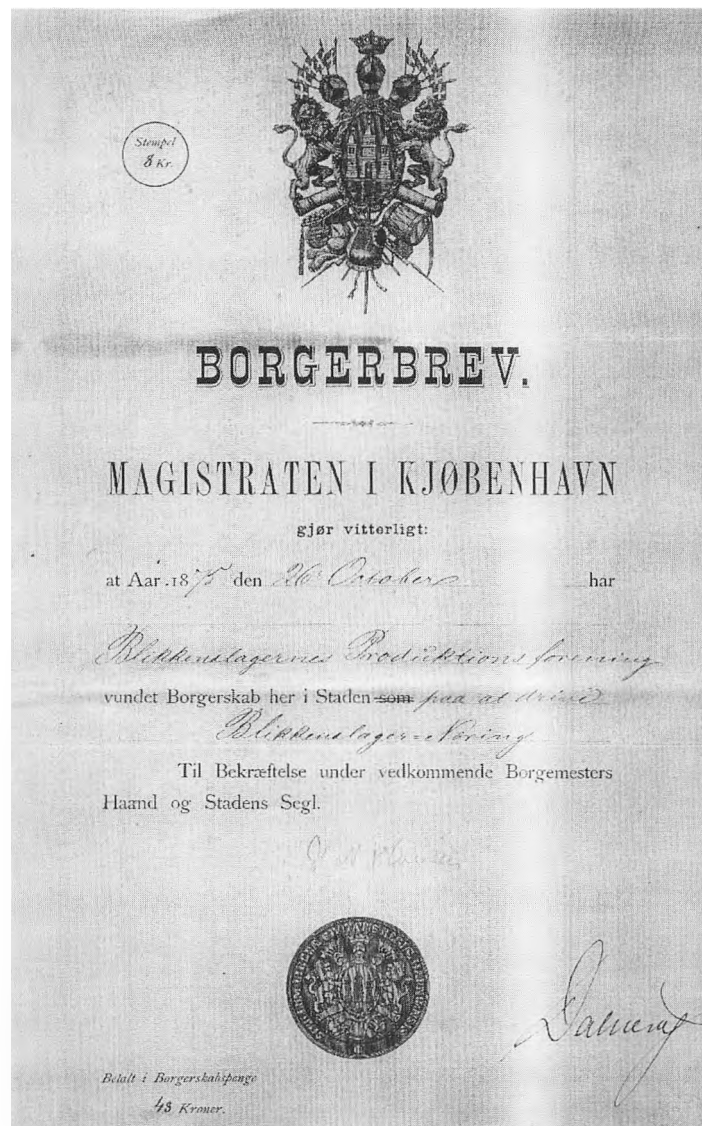 Stempel
8 Kr.
BORGERBREV.
MAGISTRATEN I KJØBENHAVN
gjør vitterligt:
at Aar 1875 den 26 October har
Blikkenslagernes Produktionsforening
vundet Borgerskab her i Staden som paa at drive
Blikkenslager-Næring
Til Bekræftelse under vedkommende Borgemesters
Haand og Stadens Segl.
Betalt i Borgerskabspenge
48 Kroner.